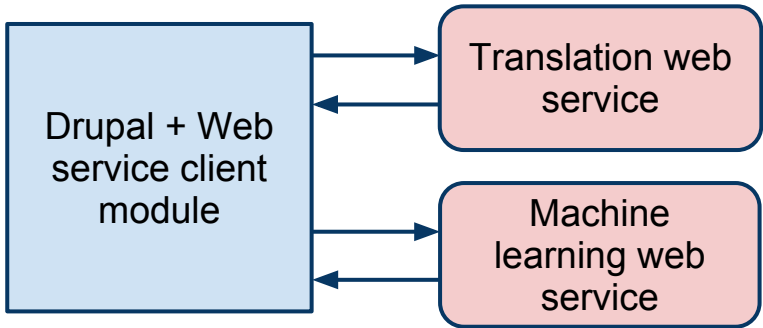 Drupal + Web
service client
module
Translation web
service
Machine
learning web
service